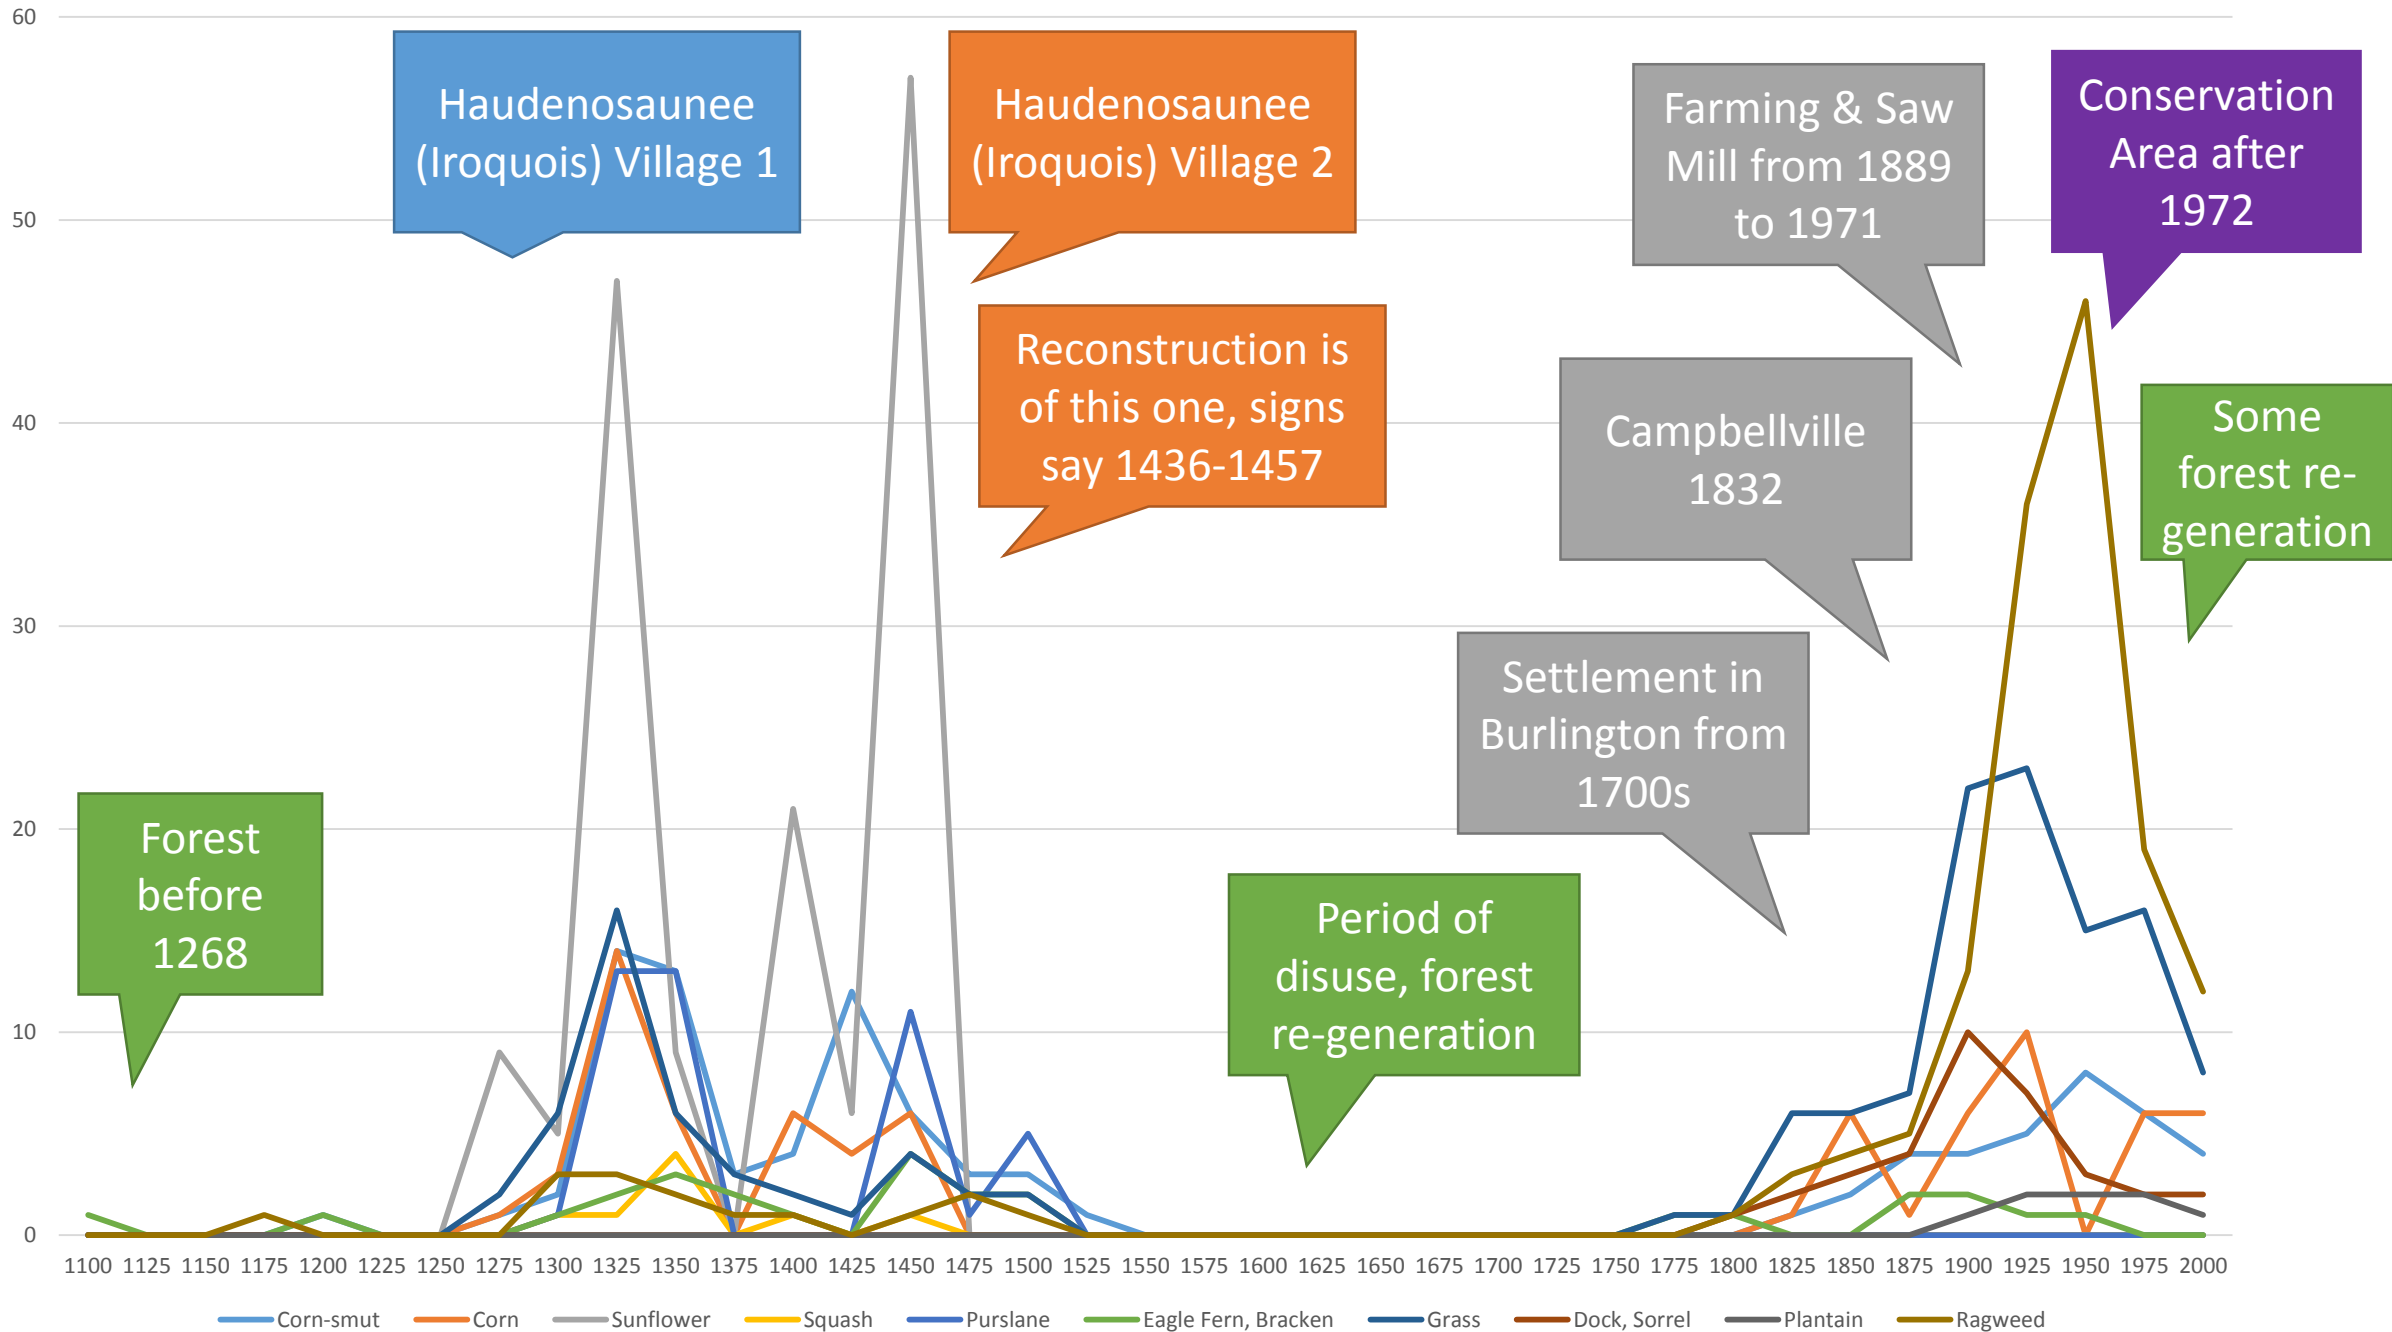 60
50
40
30
20
10
0
Haudenosaunee
(Iroquois) Village 1
Haudenosaunee
(Iroquois) Village 2
Reconstruction is
of this one, signs
say 1436-1457
Farming & Saw
Mill from 1889
to 1971
Conservation
Area after
1972
Campbellville
1832
Some
forest re-
generation
Settlement in
Burlington from
1700s
Forest
before
1268
Period of
disuse, forest
re-generation
1100 1125 1150 1175 1200 1225 1250 1275 1300 1325 1350 1375 1400 1425 1450 1475 1500 1525 1550 1575 1600 1625 1650 1675 1700 1725 1750 1775 1800 1825 1850 1875 1900 1925 1950 1975 2000
Corn-smut Corn Sunflower Squash Purslane Eagle Fern, Bracken Grass Dock, Sorrel Plantain Ragweed